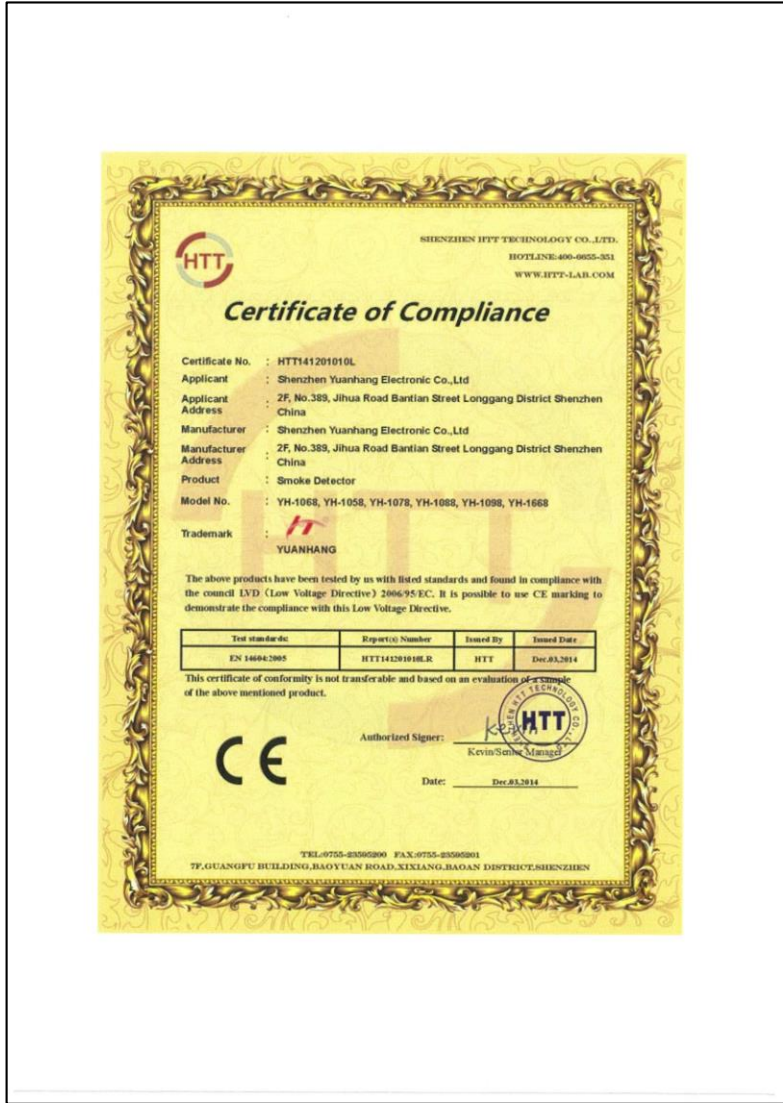 HTT
SHENZHEN HTT TECHNOLOGY CO.,LTD.
HOTLINE:400-6655-351
WWW.HTT-LAB.COM
Certificate of Compliance
Certificate No. : HTT141201010L
Applicant : Shenzhen Yuanhang Electronic Co.,Ltd
Applicant Address : 2F, No.389, Jihua Road Bantian Street Longgang District Shenzhen
China
Manufacturer : Shenzhen Yuanhang Electronic Co.,Ltd
Manufacturer Address : 2F, No.389, Jihua Road Bantian Street Longgang District Shenzhen
China
Product : Smoke Detector
Model No. : YH-1068, YH-1058, YH-1078, YH-1088, YH-1098, YH-1668
Trademark :
YUANHANG
The above products have been tested by us with listed standards and found in compliance with
the council LVD (Low Voltage Directive) 2006/95/EC. It is possible to use CE marking to
demonstrate the compliance with this Low Voltage Directive.
Test standards: Report(s) Number Issued By Issued Date
EN 14604:2005 HTT141201010LR HTT Dec.03,2014
This certificate of conformity is not transferable and based on an evaluation of a sample
of the above mentioned product.
SHENZHEN HTT TECHNOLOGY CO., LTD
HTT
CE
Authorized Signer: Kevin
Kevin/Senior Manager
Date: Dec.03,2014
TEL:0755-23595200 FAX:0755-23595201
7F,GUANGFU BUILDING,BAOYUAN ROAD,XIXIANG,BAOAN DISTRICT,SHENZHEN